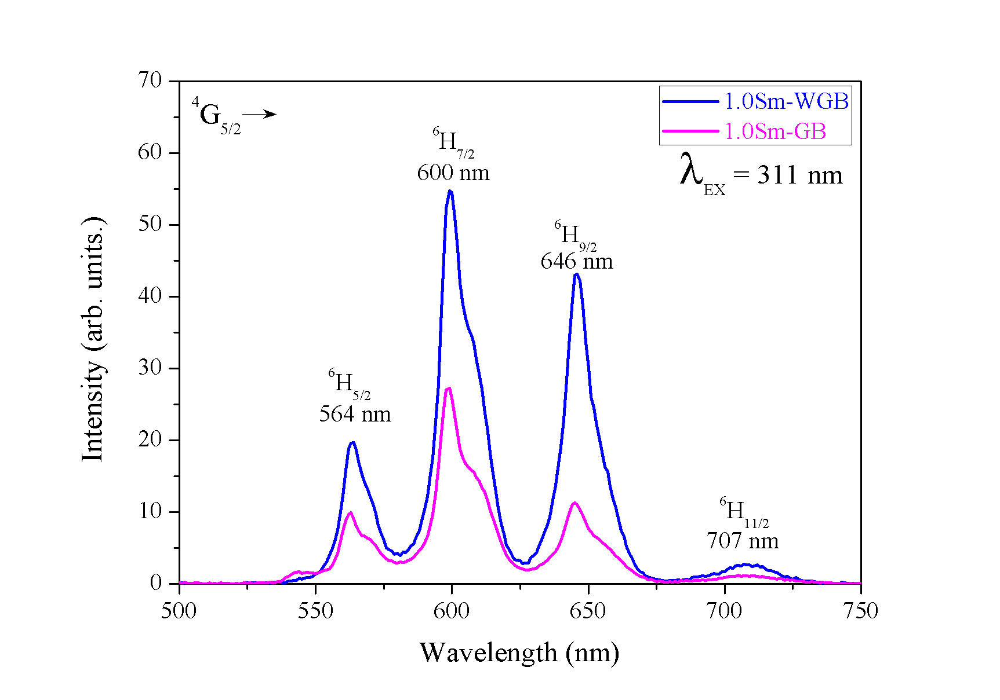 ⁴G5/2 →
1.0Sm-WGB
1.0Sm-GB
λEX = 311 nm
⁶H7/2
600 nm
⁶H9/2
646 nm
⁶H5/2
564 nm
⁶H11/2
707 nm
70
60
50
40
30
20
10
0
Intensity (arb. units.)
500 550 600 650 700 750
Wavelength (nm)